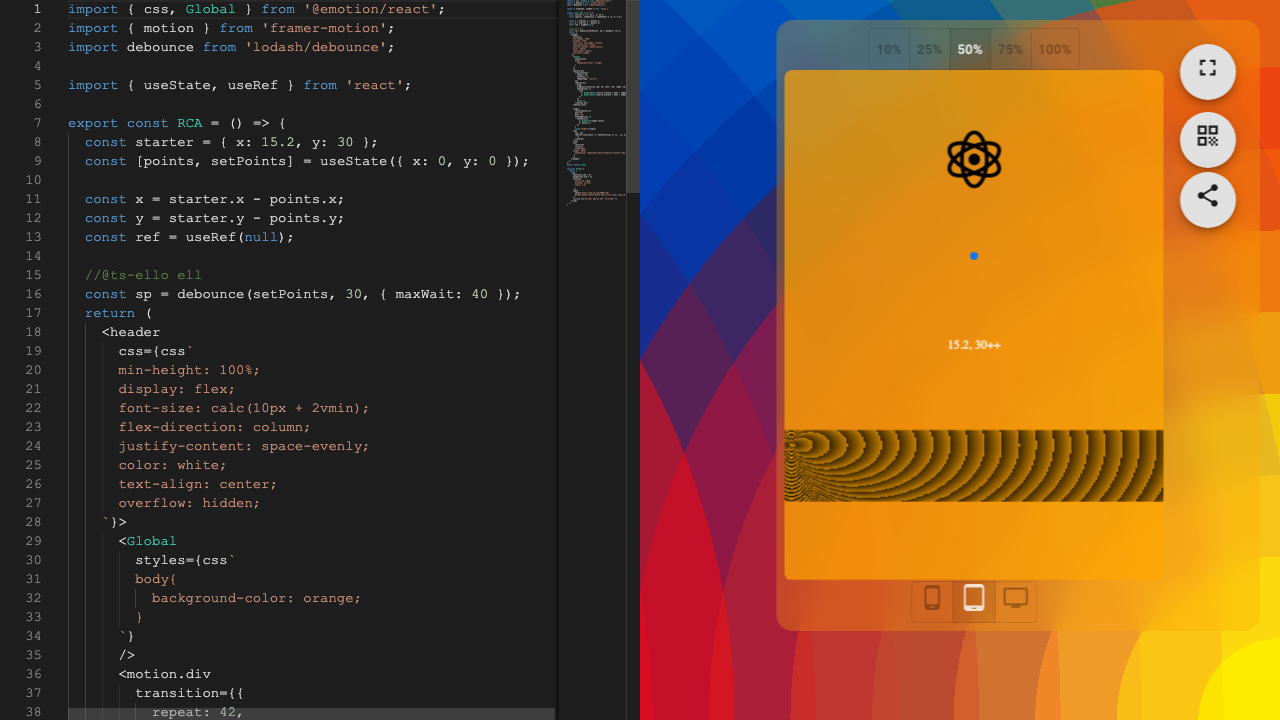 1 import { css, Global } from '@emotion/react';
2 import { motion } from 'framer-motion';
3 import debounce from 'lodash/debounce';
4
5 import { useState, useRef } from 'react';
6
7 export const RCA = () => {
8 const starter = { x: 15.2, y: 30 };
9 const [points, setPoints] = useState({ x: 0, y: 0 });
10
11 const x = starter.x - points.x;
12 const y = starter.y - points.y;
13 const ref = useRef(null);
14
15 //@ts-ello ell
16 const sp = debounce(setPoints, 30, { maxWait: 40 });
17 return (
18 <header
19 css={css`
20 min-height: 100%;
21 display: flex;
22 font-size: calc(10px + 2vmin);
23 flex-direction: column;
24 justify-content: space-evenly;
25 color: white;
26 text-align: center;
27 overflow: hidden;
28 `}>
29 <Global
30 styles={css`
31 body{
32 background-color: orange;
33 }
34 `}
35 />
36 <motion.div
37 transition={{
38 repeat: 42,
10% 25% 50% 75% 100%
15.2, 30++